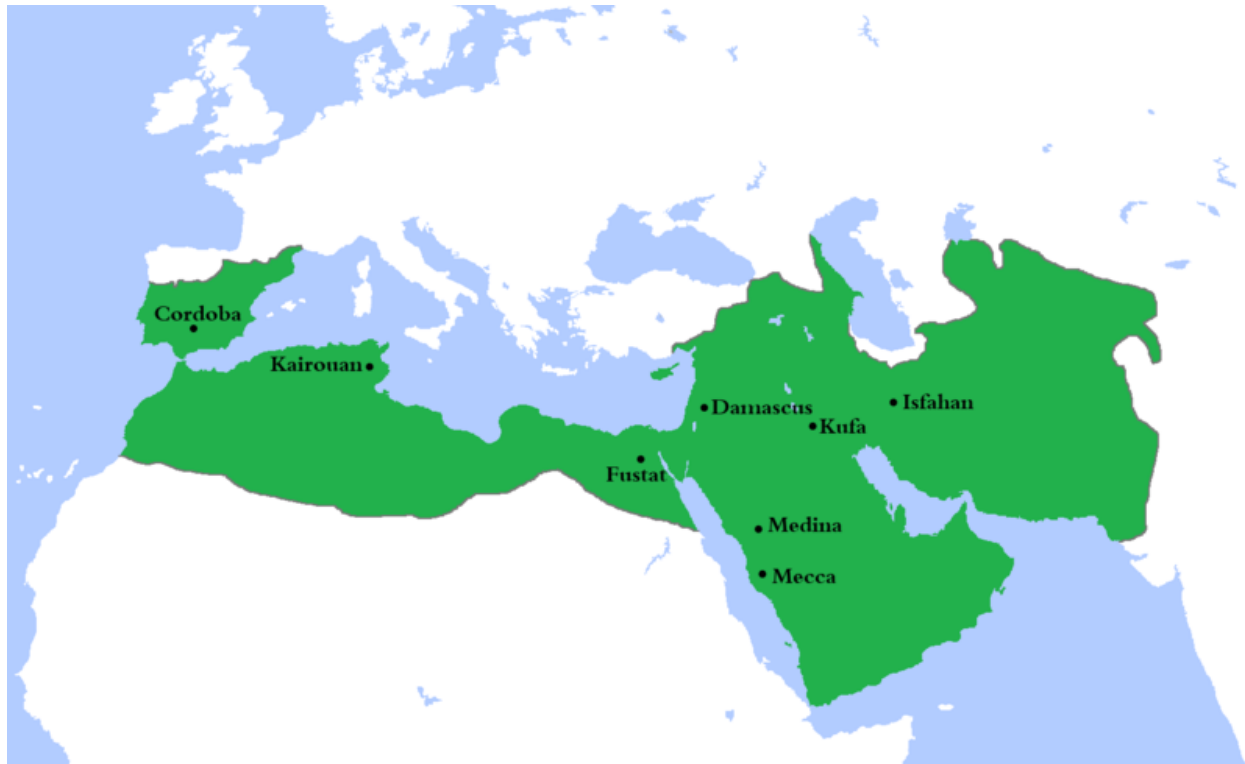 Cordoba
Kairouan
Damascus
Isfahan
Kufa
Fustat
Medina
Mecca